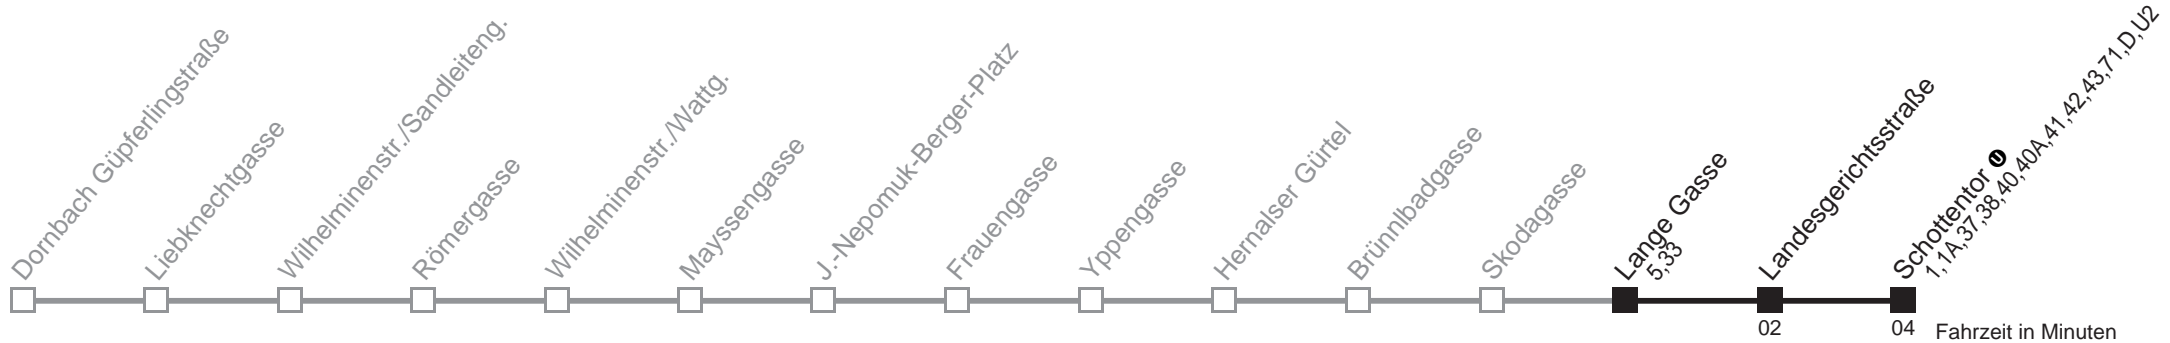 Dornbach Güpferlingstraße
Liebknechtgasse
Wilhelminenstr./Sandleiteng.
Römergasse
Wilhelminenstr./Wattg.
Mayssengasse
J.-Nepomuk-Berger-Platz
Frauengasse
Yppengasse
Hernalser Gürtel
Brünnlbadgasse
Skodagasse
Lange Gasse
5,33
Landesgerichtsstraße
Schottentor U
1,1A,37,38,40,40A,41,42,43,71,D,U2
02
04
Fahrzeit in Minuten